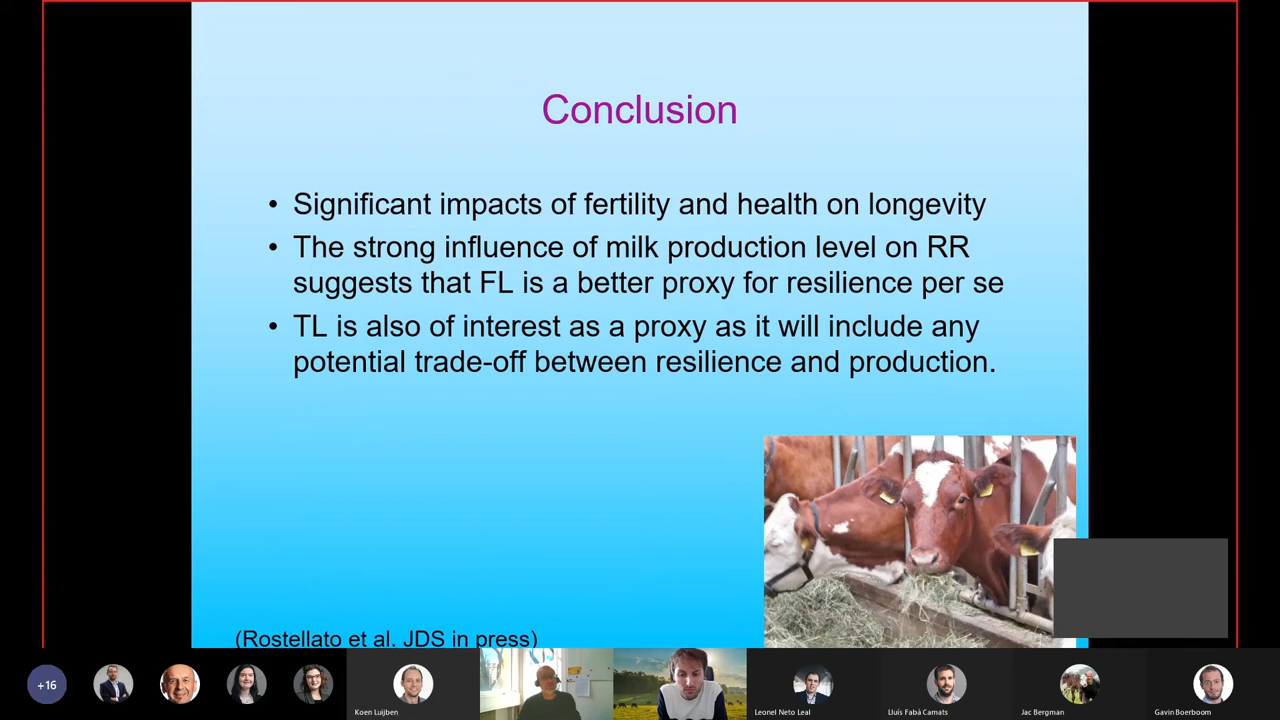 Conclusion
• Significant impacts of fertility and health on longevity
• The strong influence of milk production level on RR
suggests that FL is a better proxy for resilience per se
• TL is also of interest as a proxy as it will include any
potential trade-off between resilience and production.
(Rostellato et al. JDS in press)
+16
Koen Luijben
Leonel Neto Leal
Lluís Fabà Camats
Jac Bergman
Gavin Boerboom